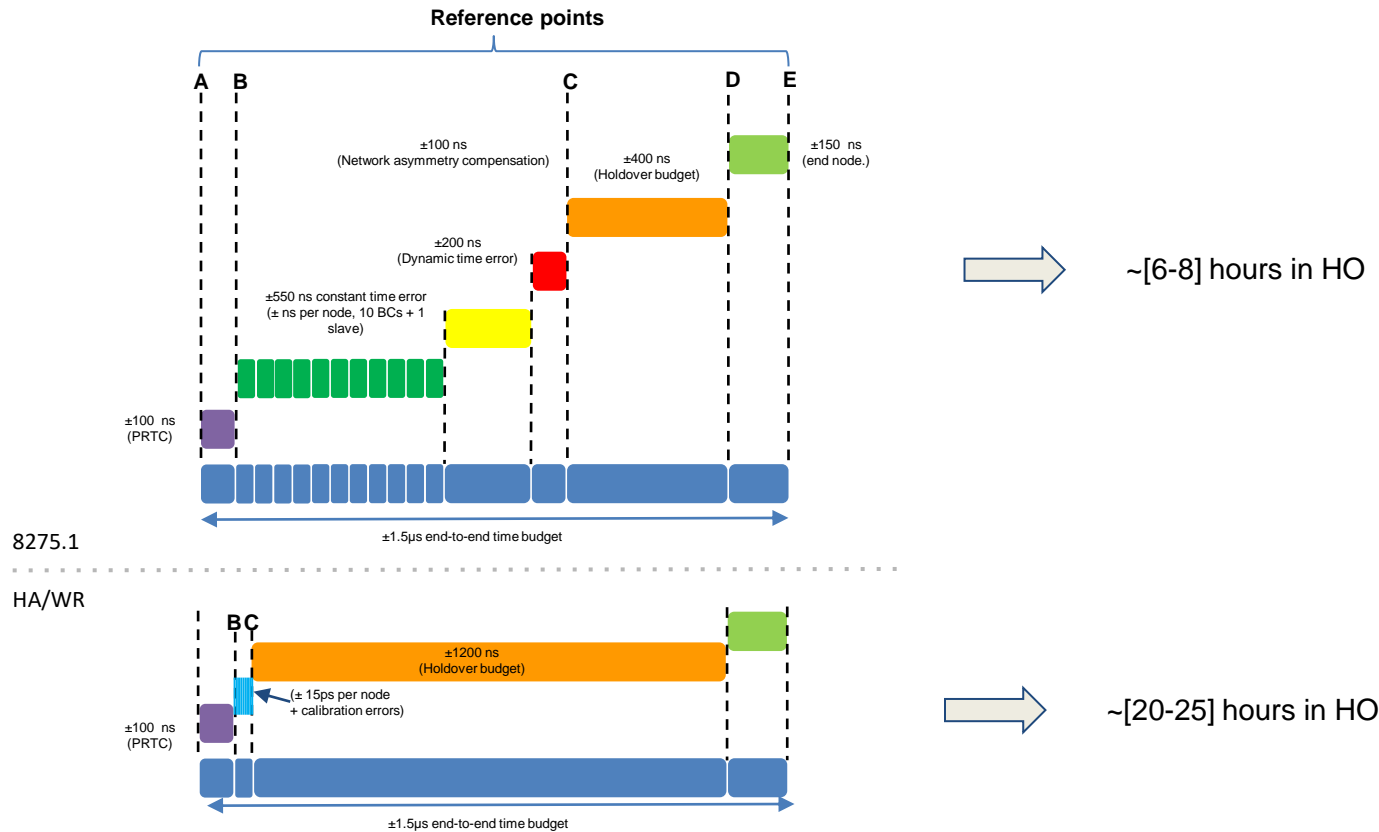 Reference points
A B C D E
±100 ns
(Network asymmetry compensation)
±400 ns
(Holdover budget)
±150 ns
(end node.)
±200 ns
(Dynamic time error)
~[6-8] hours in HO
±550 ns constant time error
(± ns per node, 10 BCs + 1
slave)
±100 ns
(PRTC)
±1.5µs end-to-end time budget
8275.1
HA/WR
B C
±1200 ns
(Holdover budget)
(± 15ps per node
+ calibration errors)
±100 ns
(PRTC)
~[20-25] hours in HO
±1.5µs end-to-end time budget